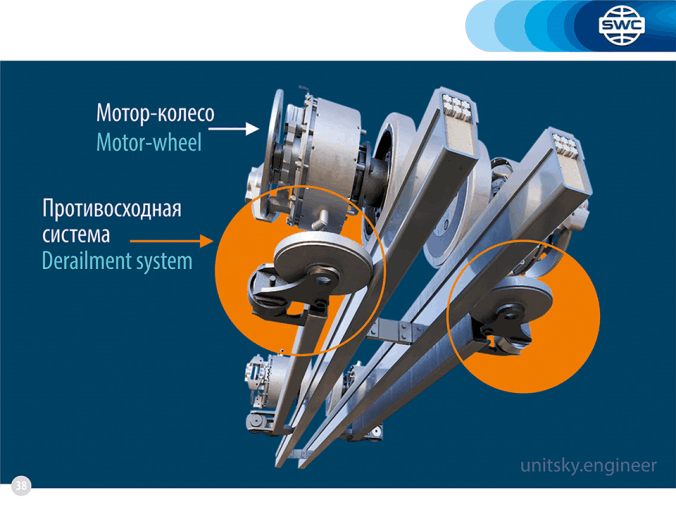 SWC
Мотор-колесо
Motor-wheel
Противосходная
система
Derailment system
unitsky.engineer
38